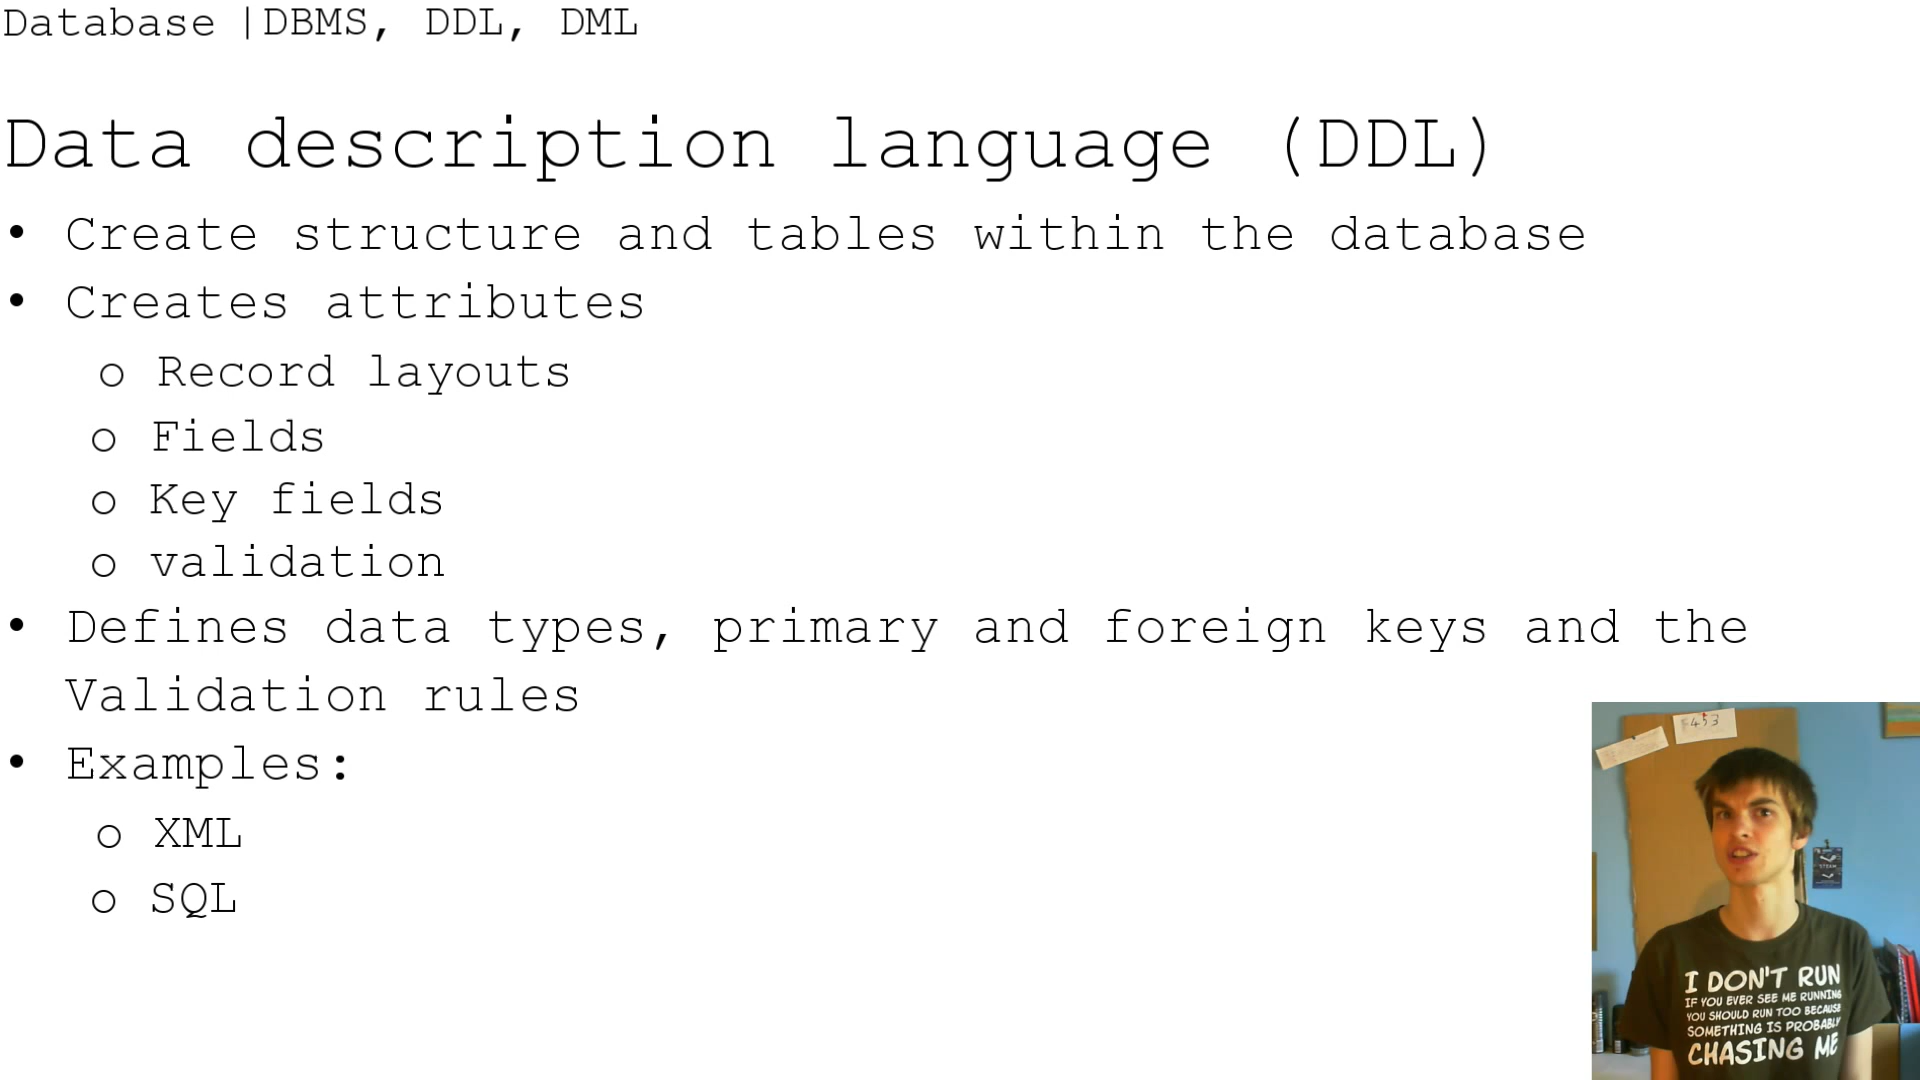 Database |DBMS, DDL, DML
Data description language (DDL)
• Create structure and tables within the database
• Creates attributes
o Record layouts
o Fields
o Key fields
o validation
• Defines data types, primary and foreign keys and the
Validation rules
• Examples:
o XML
o SQL
F453
STEAM
I DON'T RUN
IF YOU EVER SEE ME RUNNING
YOU SHOULD RUN TOO BECAUSE
SOMETHING IS PROBABLY
CHASING ME